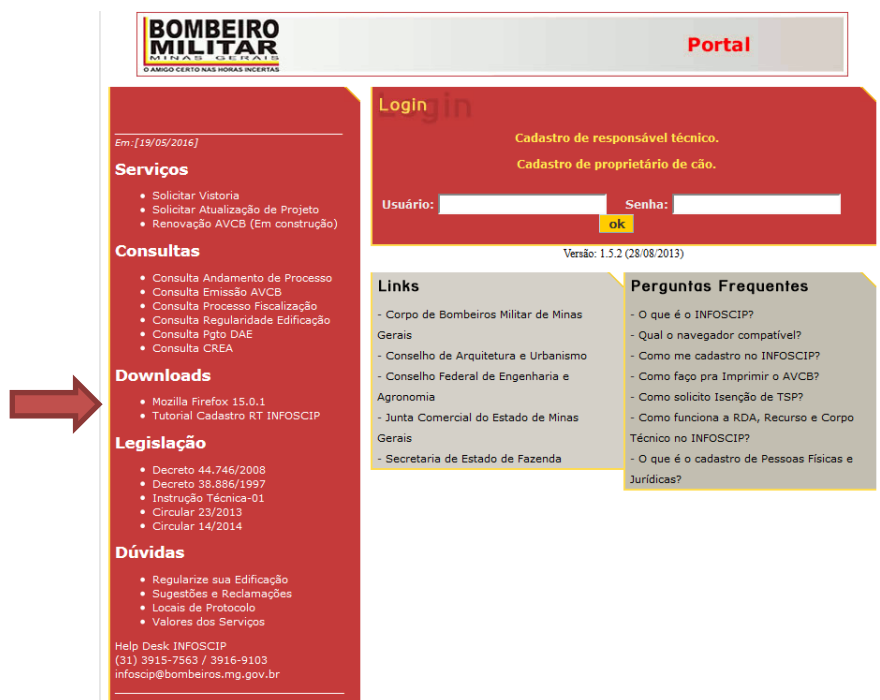 BOMBEIRO
MILITAR
MINAS GERAIS
O AMIGO CERTO NAS HORAS INCERTAS
Portal
Em:[19/05/2016]
Serviços
• Solicitar Vistoria
• Solicitar Atualização de Projeto
• Renovação AVCB (Em construção)
Consultas
• Consulta Andamento de Processo
• Consulta Emissão AVCB
• Consulta Processo Fiscalização
• Consulta Regularidade Edificação
• Consulta Pgto DAE
• Consulta CREA
Downloads
• Mozilla Firefox 15.0.1
• Tutorial Cadastro RT INFOSCIP
Legislação
• Decreto 44.746/2008
• Decreto 38.886/1997
• Instrução Técnica-01
• Circular 23/2013
• Circular 14/2014
Dúvidas
• Regularize sua Edificação
• Sugestões e Reclamações
• Locais de Protocolo
• Valores dos Serviços
Help Desk INFOSCIP
(31) 3915-7563 / 3916-9103
infoscip@bombeiros.mg.gov.br
Login
Login
Cadastro de responsável técnico.
Cadastro de proprietário de cão.
Usuário: Senha:
ok
Versão: 1.5.2 (28/08/2013)
Links
- Corpo de Bombeiros Militar de Minas
Gerais
- Conselho de Arquitetura e Urbanismo
- Conselho Federal de Engenharia e
Agronomia
- Junta Comercial do Estado de Minas
Gerais
- Secretaria de Estado de Fazenda
Perguntas Frequentes
- O que é o INFOSCIP?
- Qual o navegador compatível?
- Como me cadastro no INFOSCIP?
- Como faço pra Imprimir o AVCB?
- Como solicito Isenção de TSP?
- Como funciona a RDA, Recurso e Corpo
Técnico no INFOSCIP?
- O que é o cadastro de Pessoas Físicas e
Jurídicas?